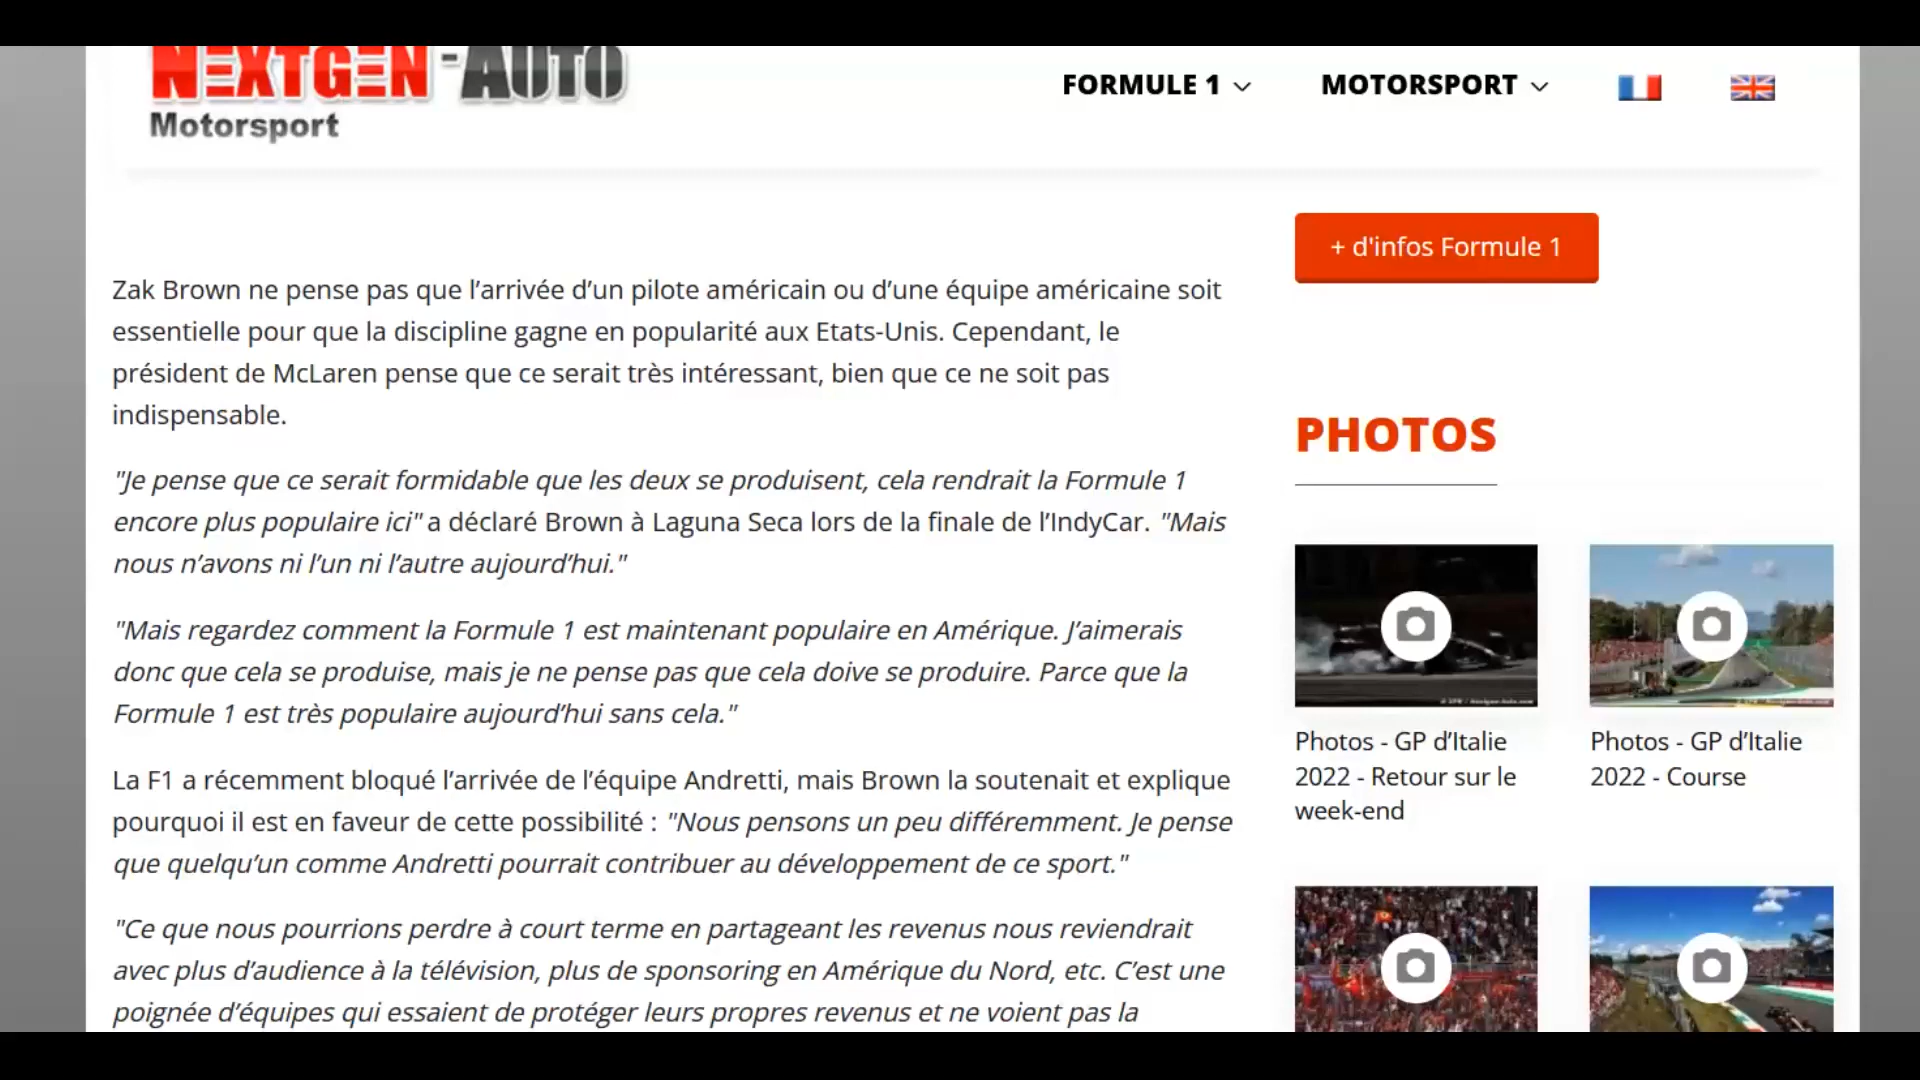 NEXTGEN-AUTO
Motorsport
FORMULE 1
MOTORSPORT
+ d'infos Formule 1
Zak Brown ne pense pas que l’arrivée d’un pilote américain ou d’une équipe américaine soit
essentielle pour que la discipline gagne en popularité aux Etats-Unis. Cependant, le
président de McLaren pense que ce serait très intéressant, bien que ce ne soit pas
indispensable.
"Je pense que ce serait formidable que les deux se produisent, cela rendrait la Formule 1
encore plus populaire ici" a déclaré Brown à Laguna Seca lors de la finale de l’IndyCar. "Mais
nous n’avons ni l’un ni l’autre aujourd’hui."
"Mais regardez comment la Formule 1 est maintenant populaire en Amérique. J’aimerais
donc que cela se produise, mais je ne pense pas que cela doive se produire. Parce que la
Formule 1 est très populaire aujourd’hui sans cela."
La F1 a récemment bloqué l’arrivée de l’équipe Andretti, mais Brown la soutenait et explique
pourquoi il est en faveur de cette possibilité : "Nous pensons un peu différemment. Je pense
que quelqu’un comme Andretti pourrait contribuer au développement de ce sport."
"Ce que nous pourrions perdre à court terme en partageant les revenus nous reviendrait
avec plus d’audience à la télévision, plus de sponsoring en Amérique du Nord, etc. C’est une
poignée d’équipes qui essaient de protéger leurs propres revenus et ne voient pas la
PHOTOS
Photos - GP d’Italie
2022 - Retour sur le
week-end
Photos - GP d’Italie
2022 - Course